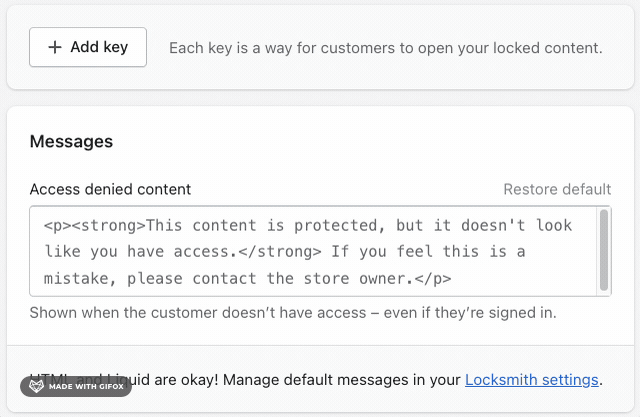 + Add key
Each key is a way for customers to open your locked content.
Messages
Access denied content
Restore default
<p><strong>This content is protected, but it doesn't look
like you have access.</strong> If you feel this is a
mistake, please contact the store owner.</p>
Shown when the customer doesn’t have access – even if they’re signed in.
HTML and Liquid are okay! Manage default messages in your Locksmith settings.
MADE WITH GIFOX